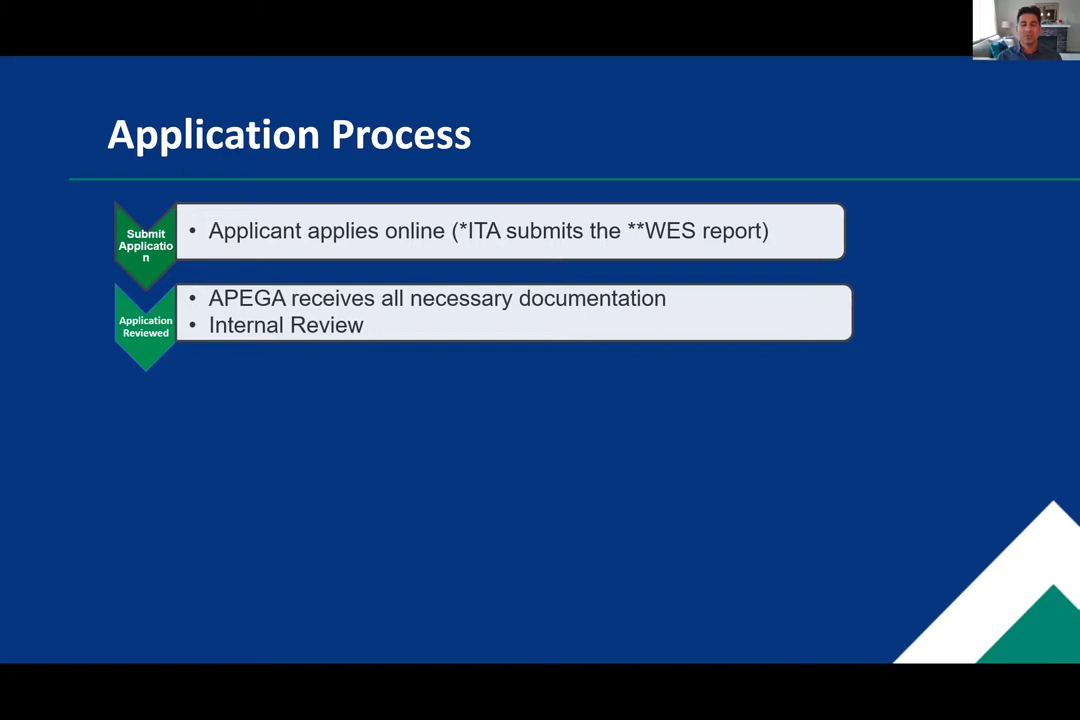 Application Process
Submit
Applicatio
n
• Applicant applies online (*ITA submits the **WES report)
Application
Reviewed
• APEGA receives all necessary documentation
• Internal Review